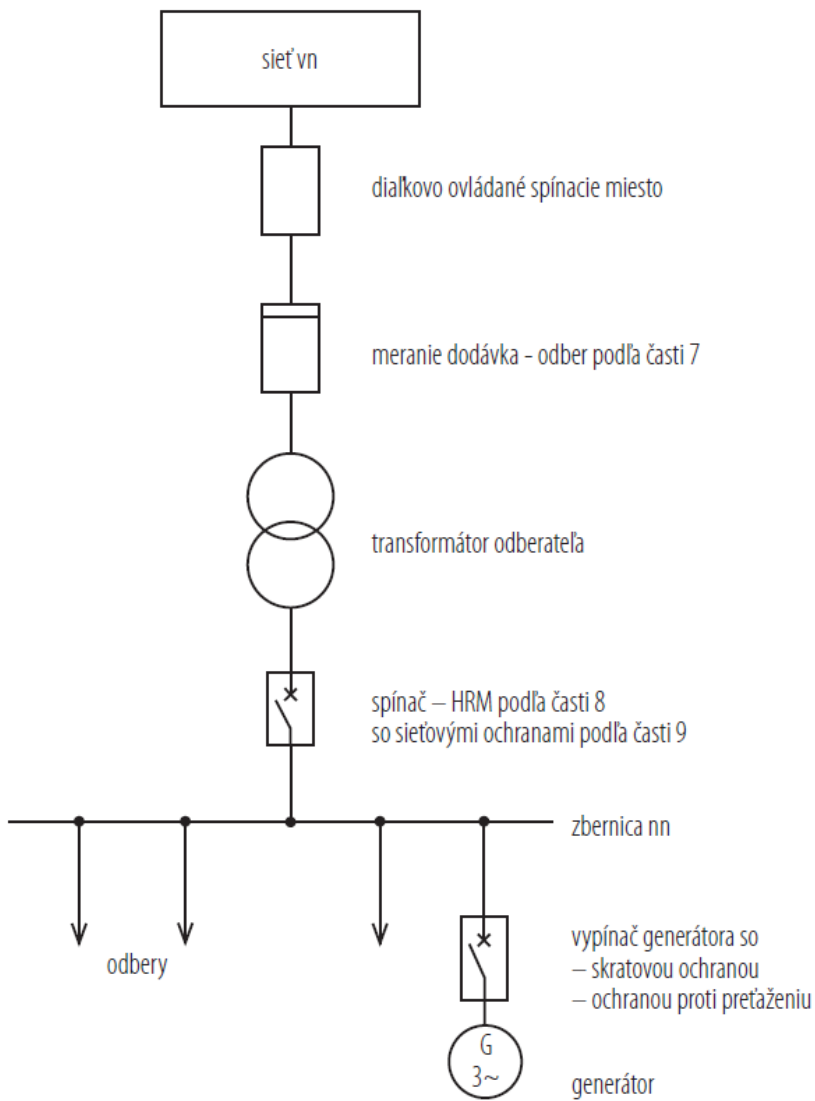 sieť vn
diaľkovo ovládané spínacie miesto
meranie dodávka - odber podľa časti 7
transformátor odberateľa
spínač – HRM podľa časti 8
so sieťovými ochranami podľa časti 9
zbernica nn
odbery
vypínač generátora so
– skratovou ochranou
– ochranou proti preťaženiu
G
3~
generátor